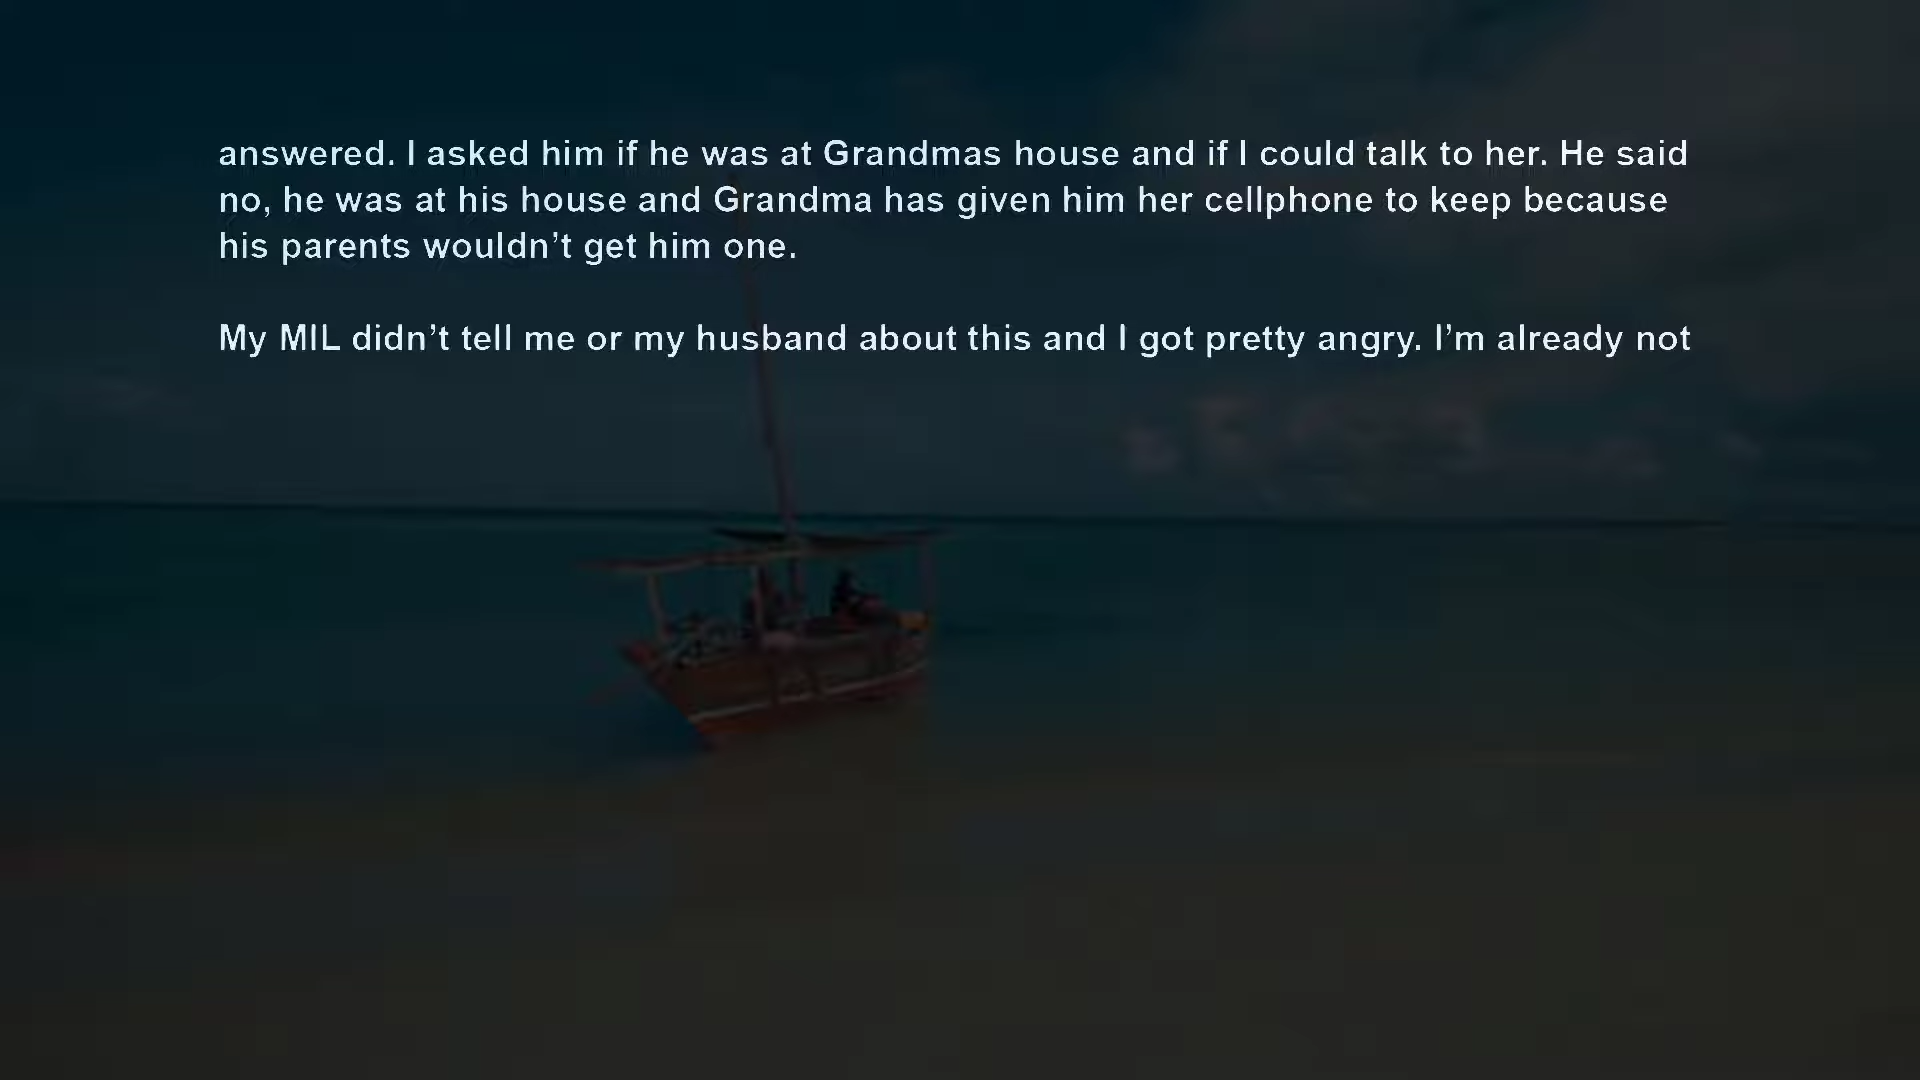 answered. I asked him if he was at Grandmas house and if I could talk to her. He said
no, he was at his house and Grandma has given him her cellphone to keep because
his parents wouldn’t get him one.
My MIL didn’t tell me or my husband about this and I got pretty angry. I’m already not